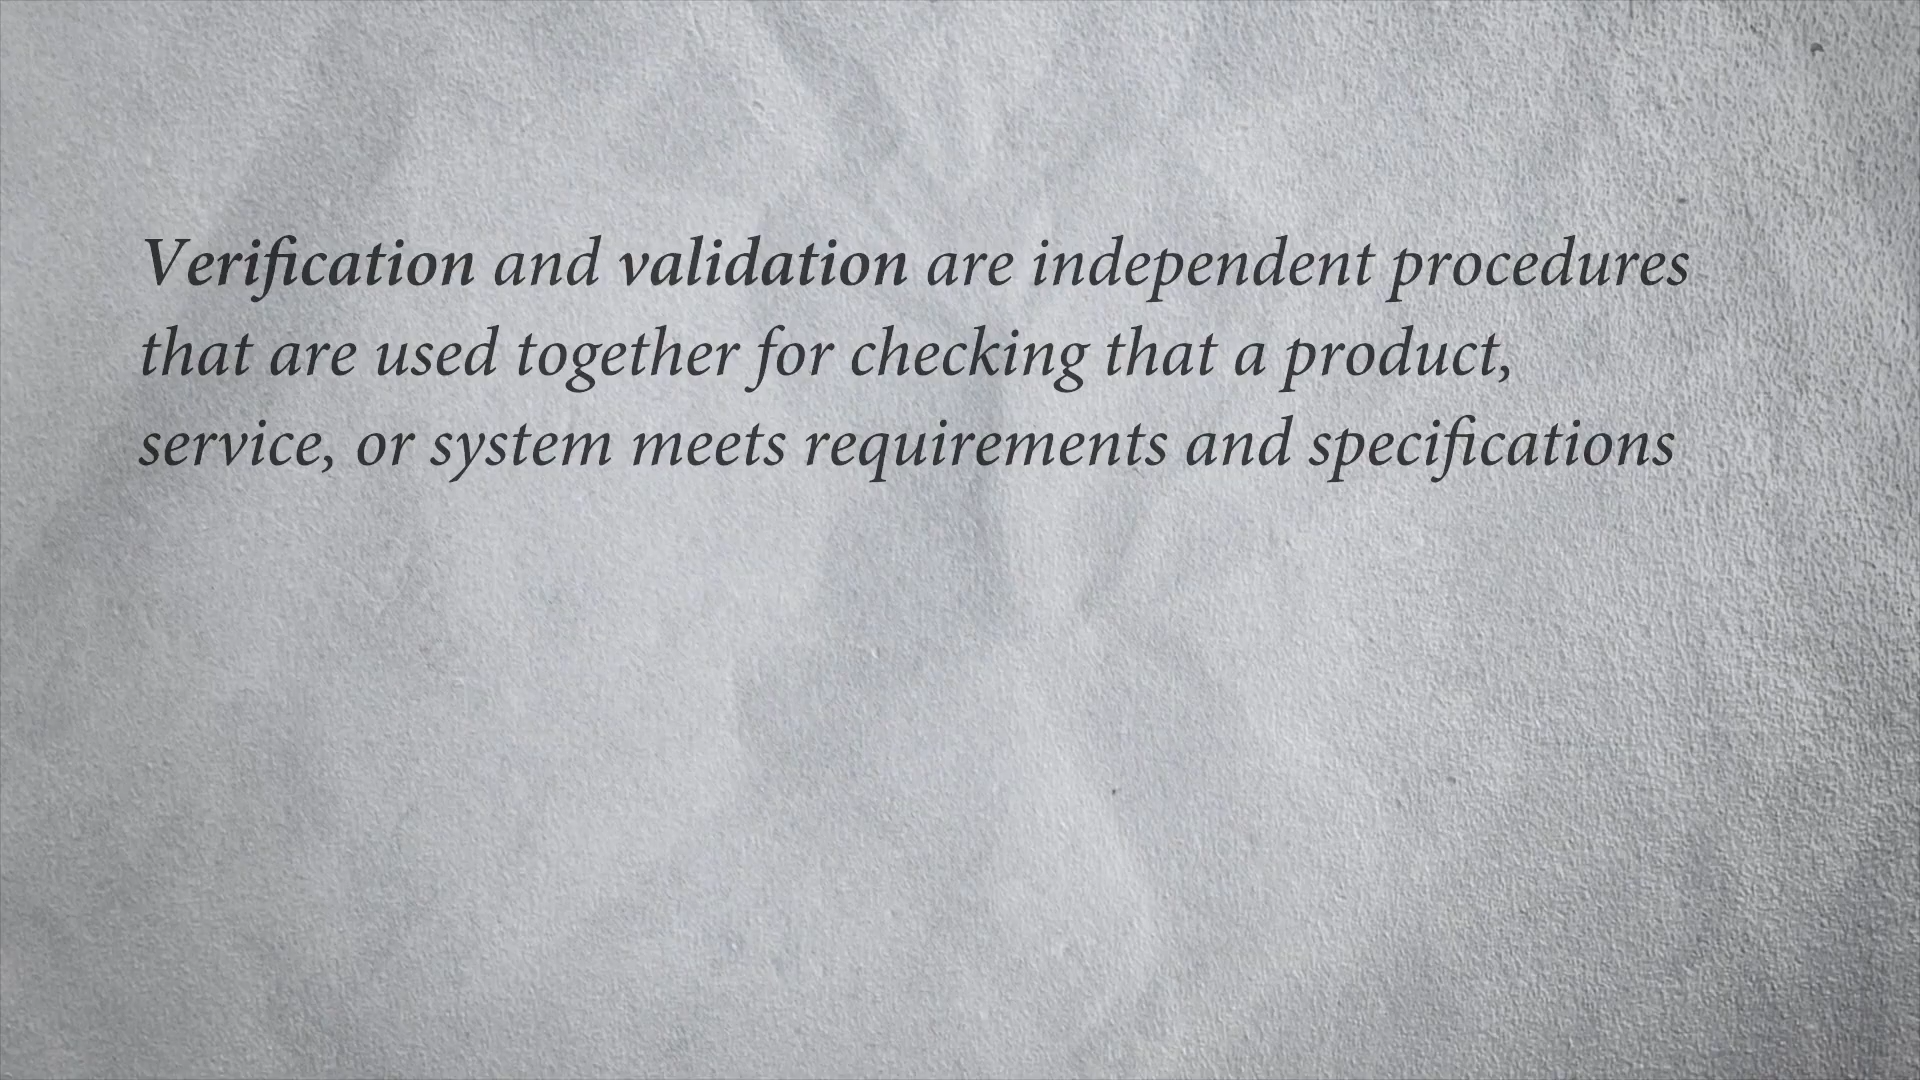 Verification and validation are independent procedures
that are used together for checking that a product,
service, or system meets requirements and specifications